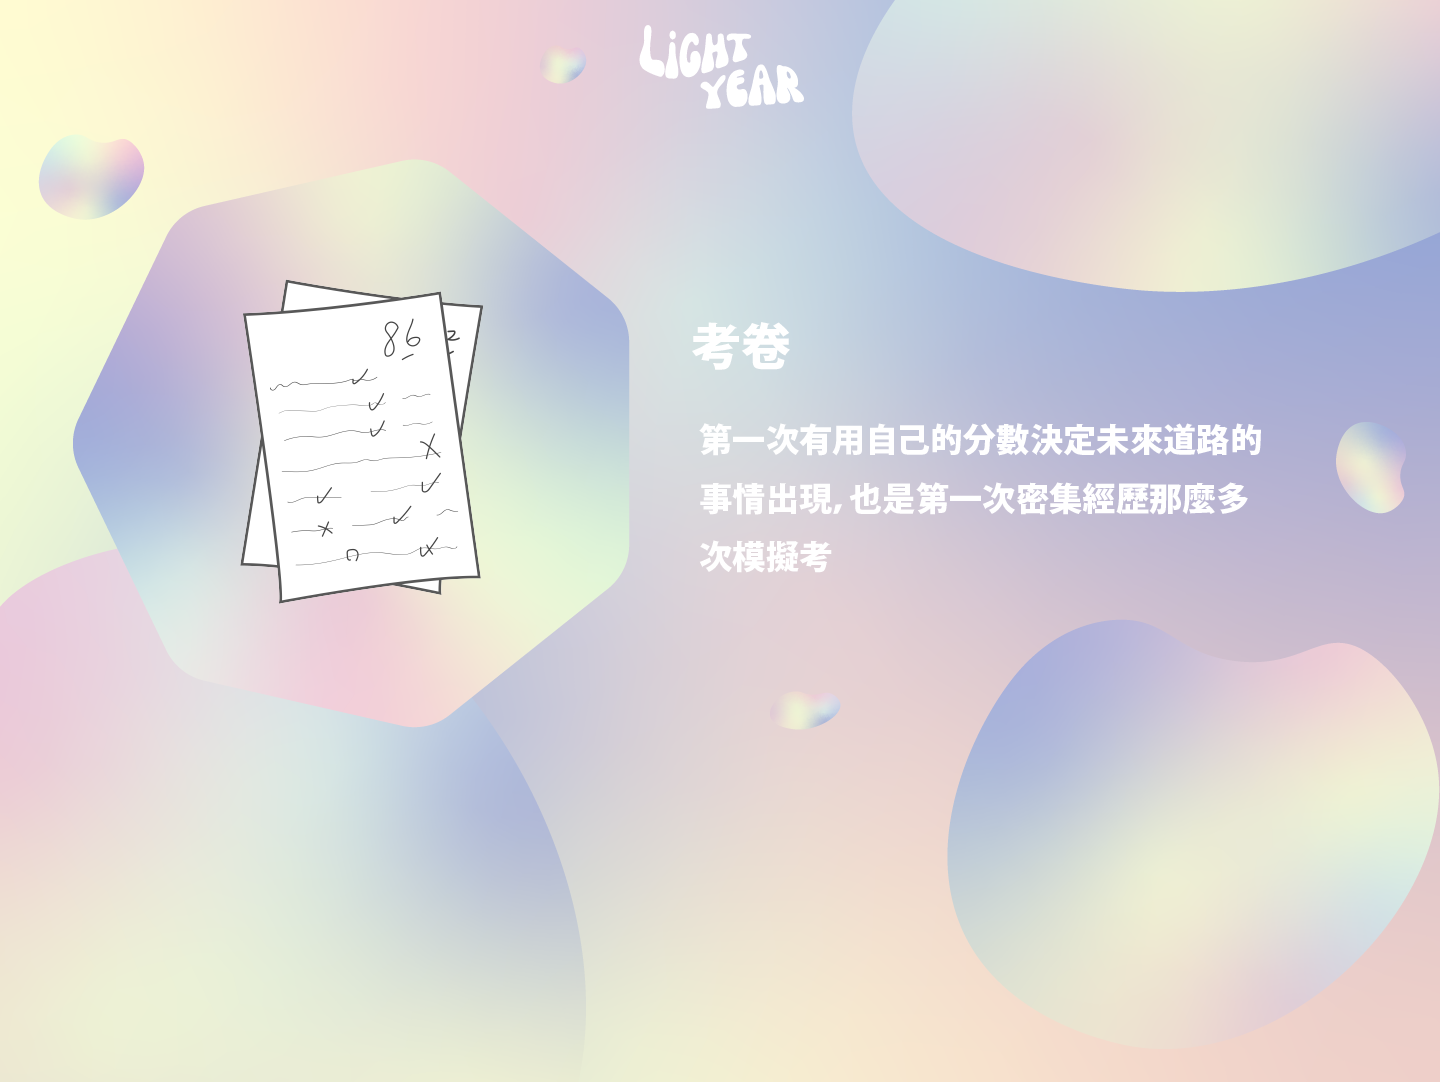 LiGHT
YEAR
86
2
考卷
第一次有用自己的分數決定未來道路的
事情出現, 也是第一次密集經歷那麼多
次模擬考